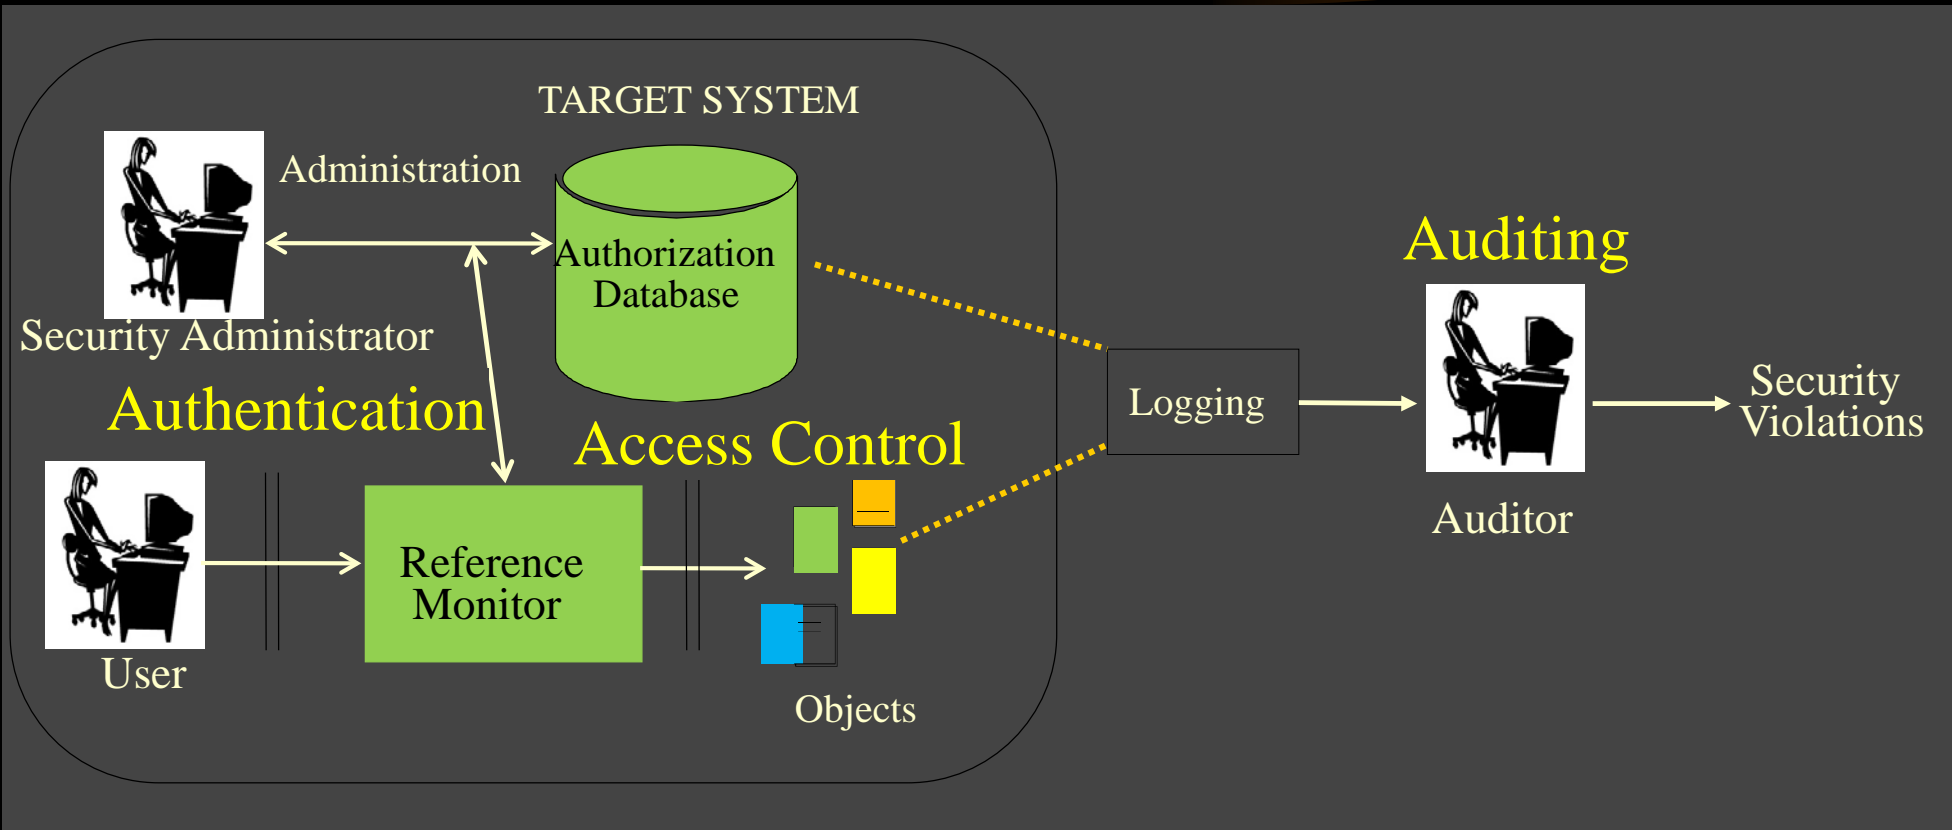 TARGET SYSTEM
Administration
Authorization
Database
Security Administrator
Authentication
Access Control
Reference
Monitor
User
Objects
Logging
Auditing
Auditor
Security
Violations